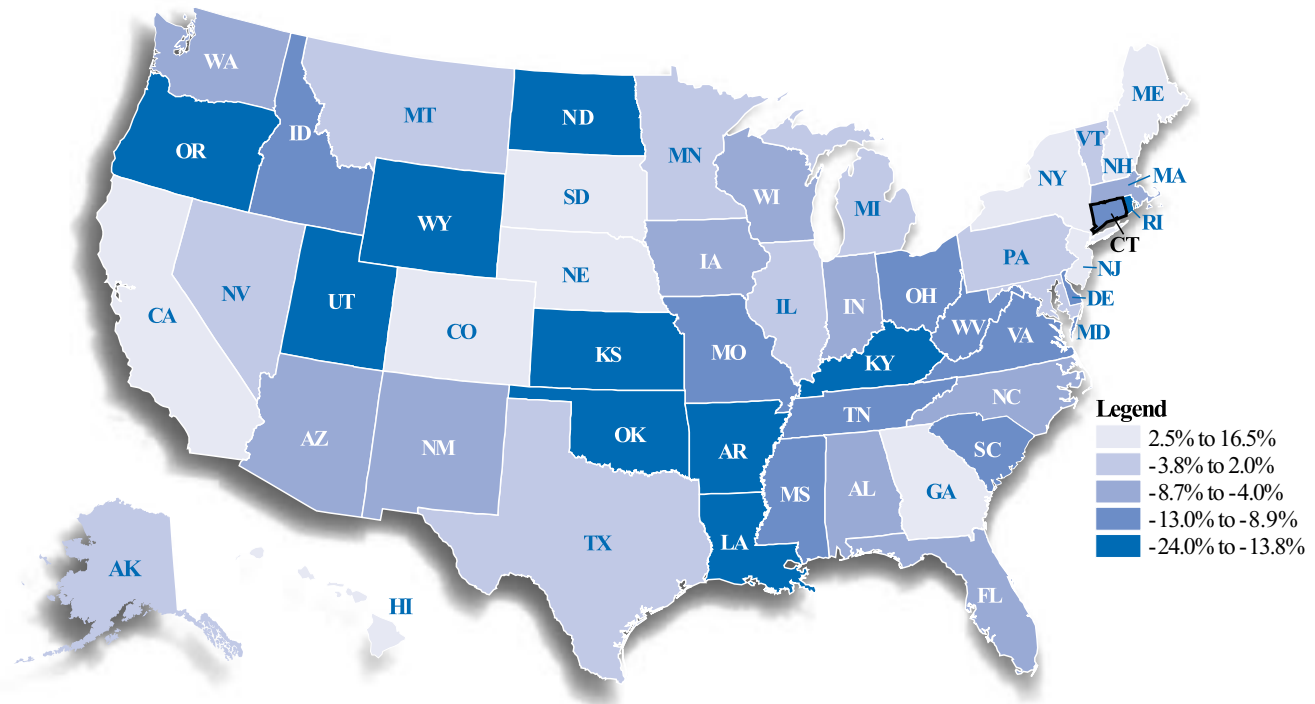 WA
MT
ND
MN
ME
OR
ID
SD
WI
MI
VT
NH
NY
MA
WY
RI
CT
NE
IA
PA
NJ
NV
UT
CO
IL
IN
OH
DE
CA
KS
MO
WV
VA
MD
KY
AZ
NM
OK
AR
TN
NC
SC
MS
AL
GA
TX
LA
FL
AK
HI
Legend
2.5% to 16.5%
-3.8% to 2.0%
-8.7% to -4.0%
-13.0% to -8.9%
-24.0% to -13.8%